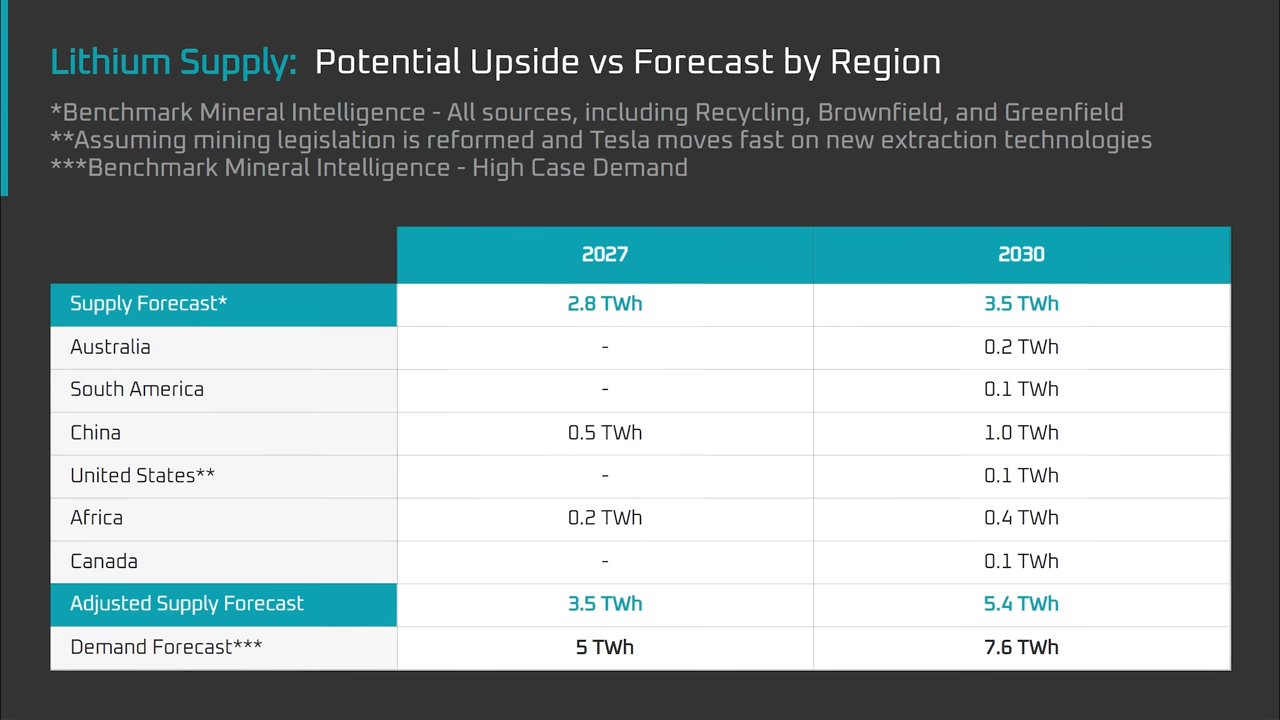 Lithium Supply: Potential Upside vs Forecast by Region
*Benchmark Mineral Intelligence - All sources, including Recycling, Brownfield, and Greenfield
**Assuming mining legislation is reformed and Tesla moves fast on new extraction technologies
***Benchmark Mineral Intelligence - High Case Demand
2027 2030
Supply Forecast* 2.8 TWh 3.5 TWh
Australia - 0.2 TWh
South America - 0.1 TWh
China 0.5 TWh 1.0 TWh
United States** - 0.1 TWh
Africa 0.2 TWh 0.4 TWh
Canada - 0.1 TWh
Adjusted Supply Forecast 3.5 TWh 5.4 TWh
Demand Forecast*** 5 TWh 7.6 TWh